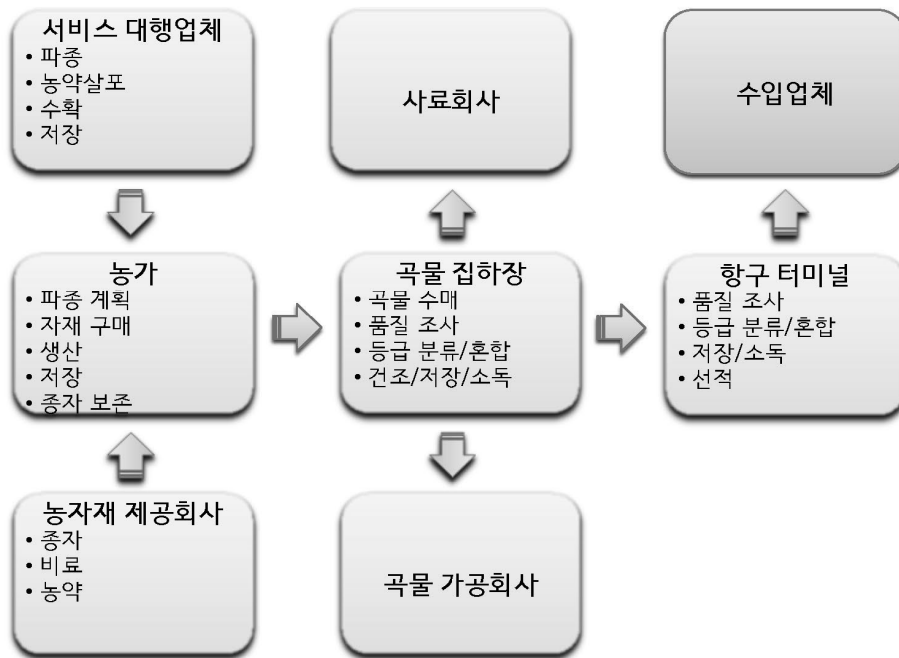 서비스 대행업체
• 파종
• 농약살포
• 수확
• 저장
사료회사
수입업체
농가
• 파종 계획
• 자재 구매
• 생산
• 저장
• 종자 보존
곡물 집하장
• 곡물 수매
• 품질 조사
• 등급 분류/혼합
• 건조/저장/소독
항구 터미널
• 품질 조사
• 등급 분류/혼합
• 저장/소독
• 선적
농자재 제공회사
• 종자
• 비료
• 농약
곡물 가공회사